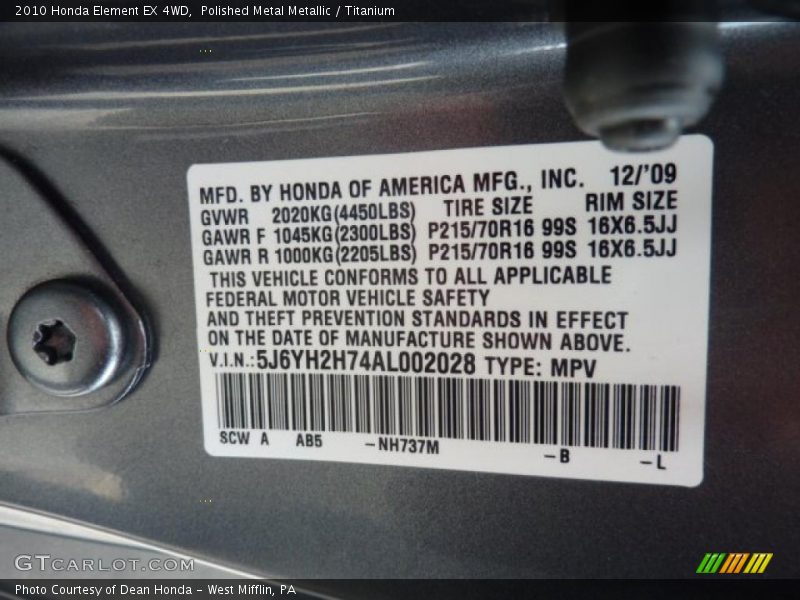 2010 Honda Element EX 4WD,  Polished Metal Metallic / Titanium
MFD. BY HONDA OF AMERICA MFG., INC. 12/'09
GVWR 2020KG(4450LBS) TIRE SIZE RIM SIZE
GAWR F 1045KG(2300LBS) P215/70R16 99S 16X6.5JJ
GAWR R 1000KG(2205LBS) P215/70R16 99S 16X6.5JJ
THIS VEHICLE CONFORMS TO ALL APPLICABLE
FEDERAL MOTOR VEHICLE SAFETY
AND THEFT PREVENTION STANDARDS IN EFFECT
ON THE DATE OF MANUFACTURE SHOWN ABOVE.
V.I.N.:5J6YH2H74AL002028 TYPE: MPV
SCW A AB5 -NH737M -B -L
GTCARLOT.COM
Photo Courtesy of Dean Honda - West Mifflin, PA